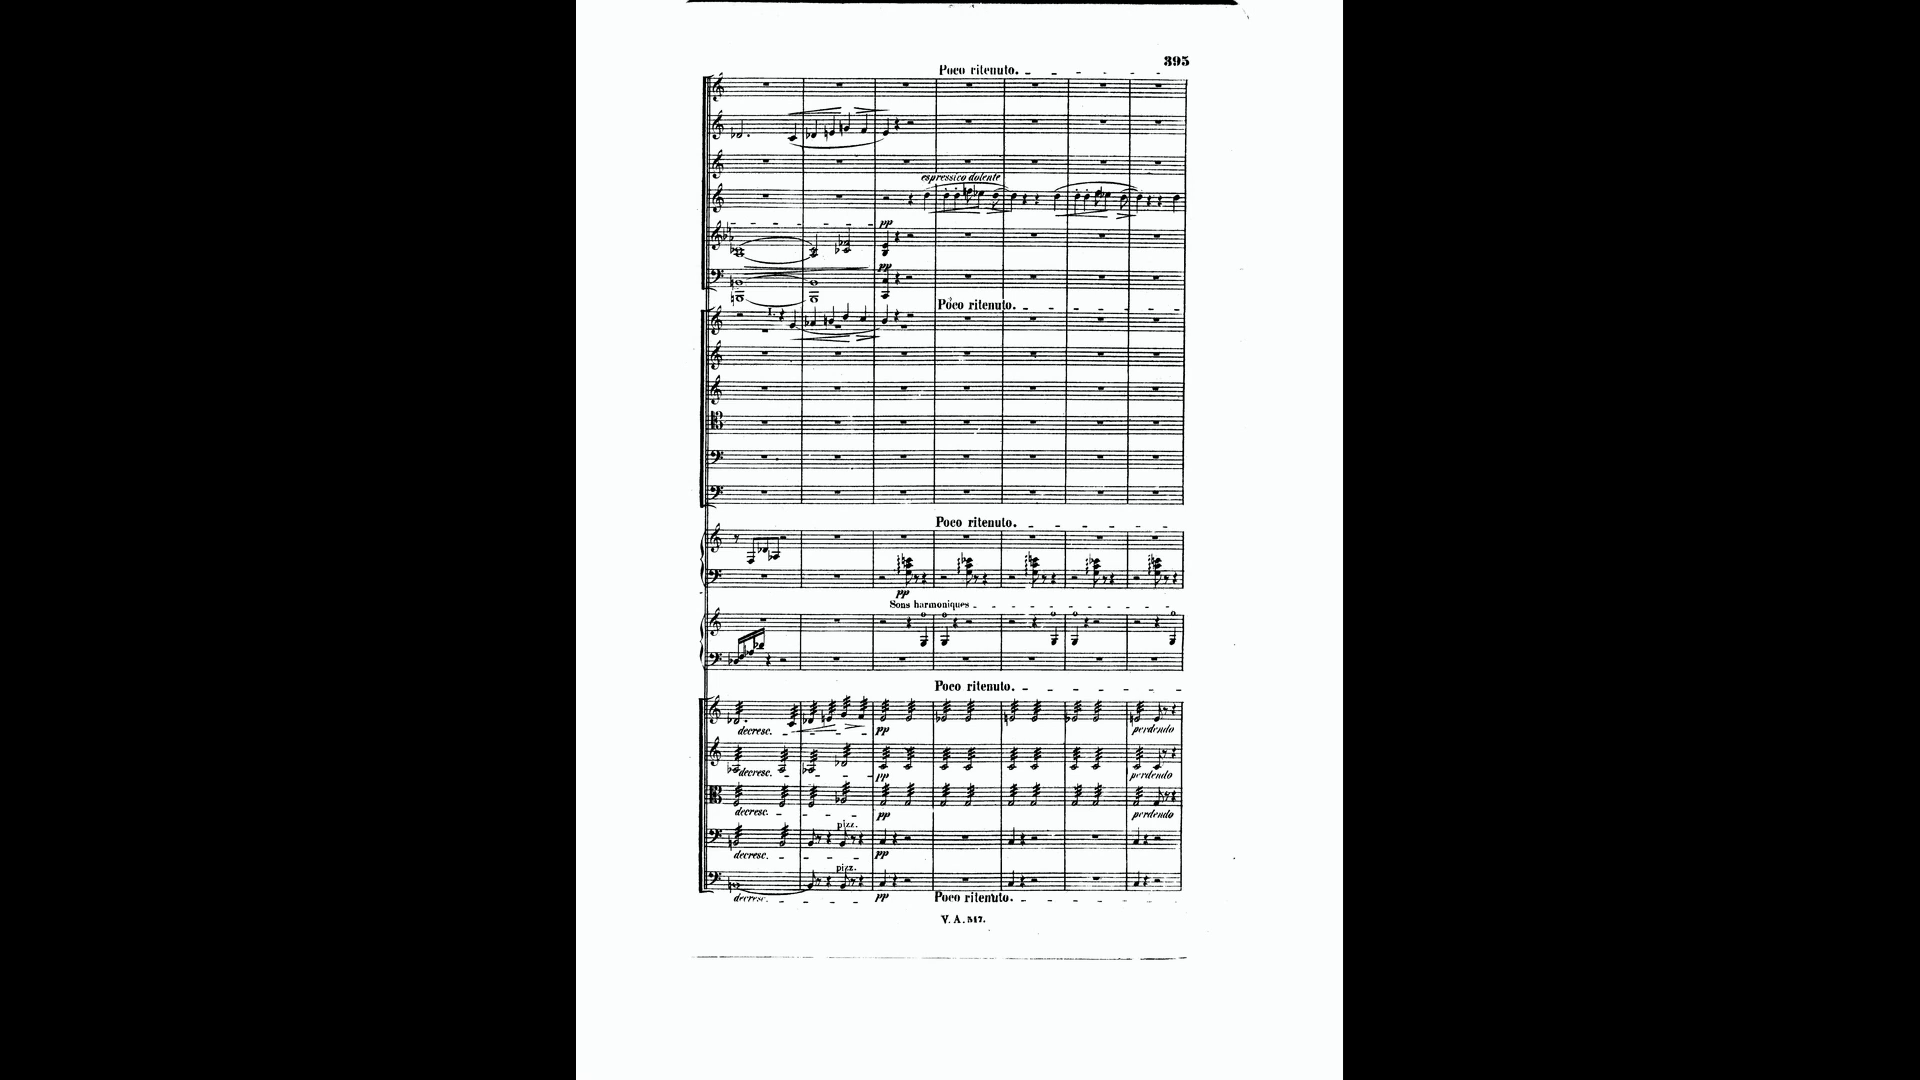 395
Poco ritenuto.
espressivo dolente
pp
pp
Poco ritenuto.
I.
Poco ritenuto.
pp
Sons harmoniques
Poco ritenuto.
decresc. pp perdendo
decresc. pp perdendo
decresc. pp perdendo
pizz.
decresc. pp
pizz.
decresc. pp Poco ritenuto.
V. A. 517.